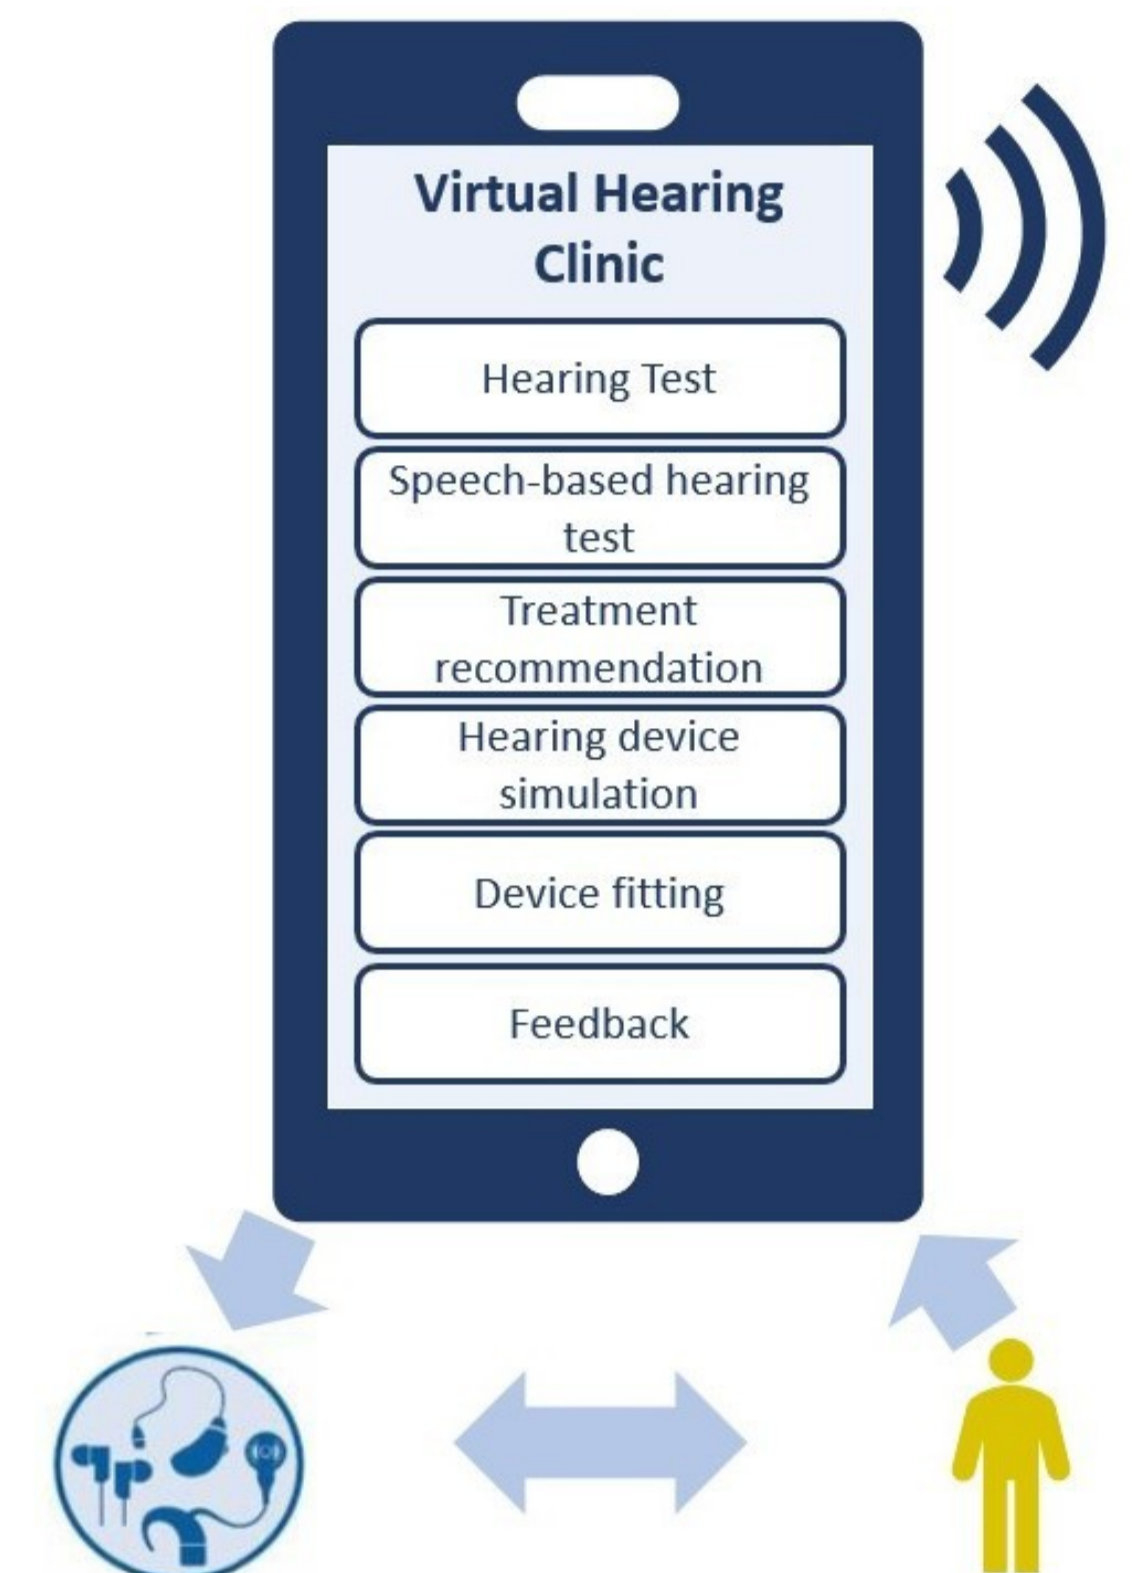 Virtual Hearing
Clinic
Hearing Test
Speech-based hearing
test
Treatment
recommendation
Hearing device
simulation
Device fitting
Feedback